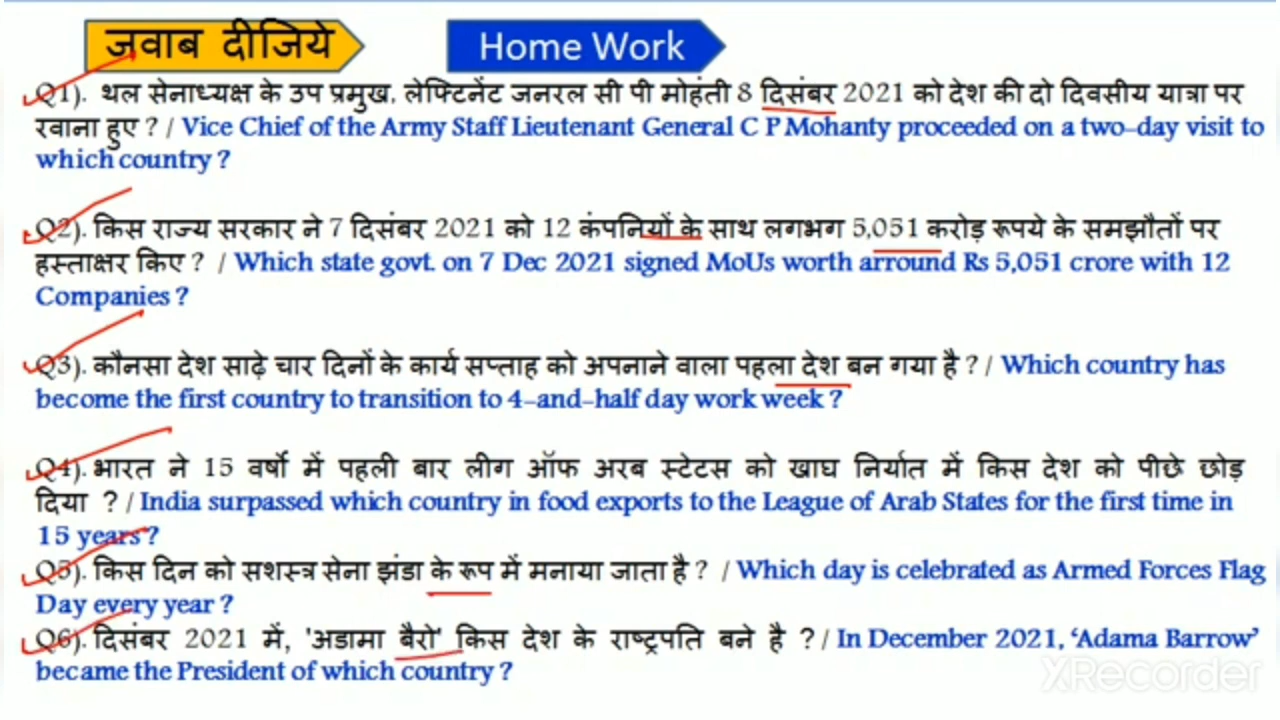 जवाब दीजिये
Home Work
Q1). थल सेनाध्यक्ष के उप प्रमुख, लेफ्टिनेंट जनरल सी पी मोहंती 8 दिसंबर 2021 को देश की दो दिवसीय यात्रा पर
रवाना हुए ? / Vice Chief of the Army Staff Lieutenant General C P Mohanty proceeded on a two-day visit to
which country ?
Q2). किस राज्य सरकार ने 7 दिसंबर 2021 को 12 कंपनियों के साथ लगभग 5,051 करोड़ रूपये के समझौतों पर
हस्ताक्षर किए ? / Which state govt. on 7 Dec 2021 signed MoUs worth arround Rs 5,051 crore with 12
Companies ?
Q3). कौनसा देश साढ़े चार दिनों के कार्य सप्ताह को अपनाने वाला पहला देश बन गया है ? / Which country has
become the first country to transition to 4-and-half day work week ?
Q4). भारत ने 15 वर्षो में पहली बार लीग ऑफ अरब स्टेटस को खाघ निर्यात में किस देश को पीछे छोड़
दिया ? / India surpassed which country in food exports to the League of Arab States for the first time in
15 years ?
Q5). किस दिन को सशस्त्र सेना झंडा के रूप में मनाया जाता है ? / Which day is celebrated as Armed Forces Flag
Day every year ?
Q6). दिसंबर 2021 में, 'अडामा बैरो' किस देश के राष्ट्रपति बने है ? / In December 2021, ‘Adama Barrow’
became the President of which country ?
XRecorder